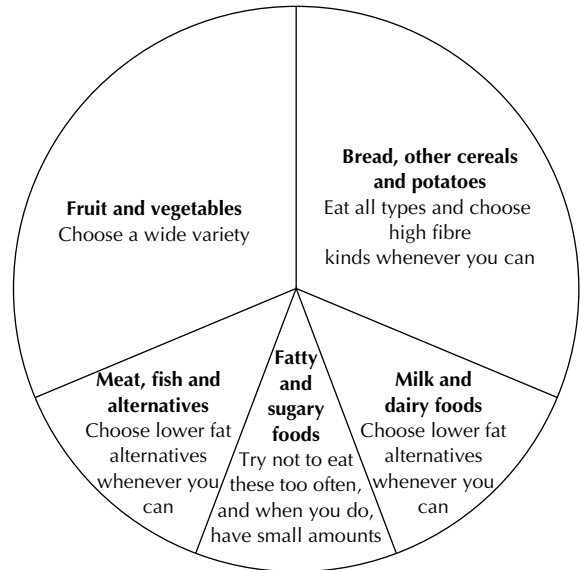 Fruit and vegetables
Choose a wide variety
Bread, other cereals
and potatoes
Eat all types and choose
high fibre
kinds whenever you can
Meat, fish and
alternatives
Choose lower fat
alternatives
whenever you
can
Fatty
and
sugary
foods
Try not to eat
these too often,
and when you do,
have small amounts
Milk and
dairy foods
Choose lower fat
alternatives
whenever you
can